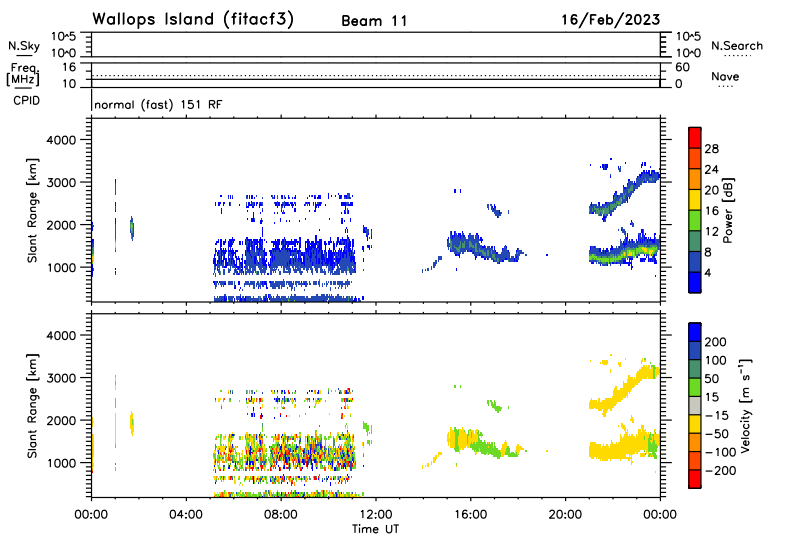 Wallops Island (fitacf3) Beam 11 16/Feb/2023
N.Sky 10^5 10^0 10^5 10^0 N.Search
Freq. [MHz] 16 10 60 0 Nave
CPID normal (fast) 151 RF
Slant Range [km]
4000
3000
2000
1000
28
24
20
16
12
8
4
Power [dB]
Slant Range [km]
4000
3000
2000
1000
200
100
50
15
-15
-50
-100
-200
Velocity [m s⁻¹]
00:00 04:00 08:00 12:00 16:00 20:00 00:00
Time UT